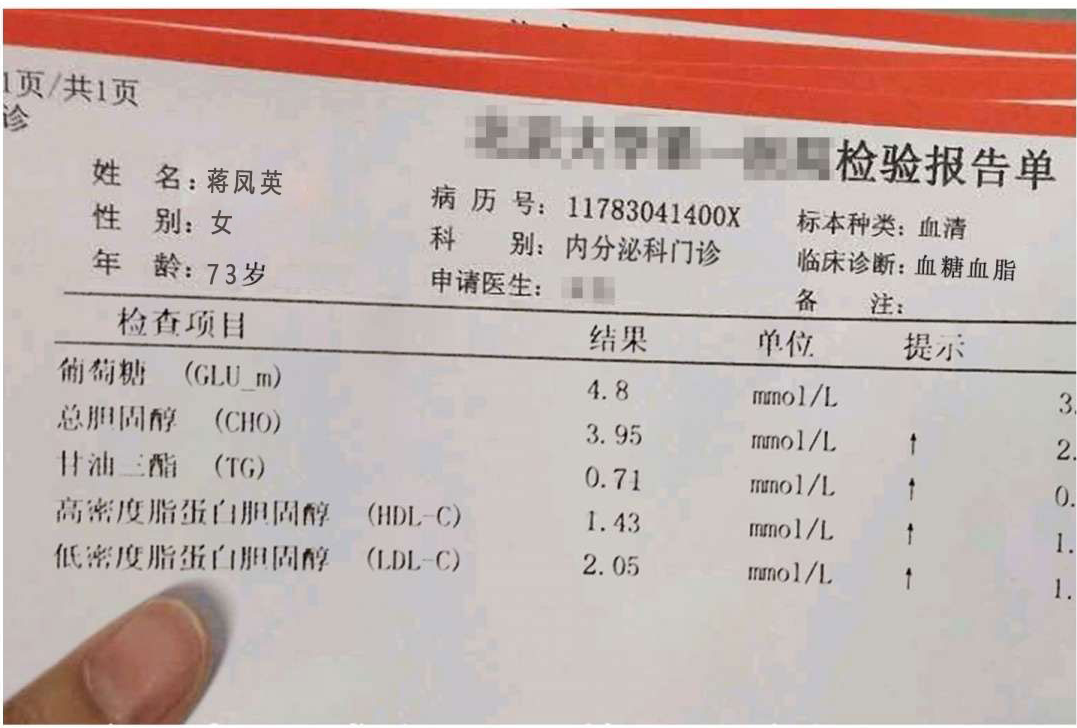 1页/共1页
诊
检验报告单
姓 名：蒋凤英
病 历 号：11783041400X
标本种类：血清
性 别：女
科 别：内分泌科门诊
临床诊断：血糖血脂
年 龄：73岁
申请医生：
备 注：
检查项目 结果 单位 提示
葡萄糖 (GLU_m) 4.8 mmol/L 3.
总胆固醇 (CHO) 3.95 mmol/L ↑ 2.
甘油三酯 (TG) 0.71 mmol/L ↑ 0.
高密度脂蛋白胆固醇 (HDL-C) 1.43 mmol/L ↑ 1.
低密度脂蛋白胆固醇 (LDL-C) 2.05 mmol/L ↑ 1.